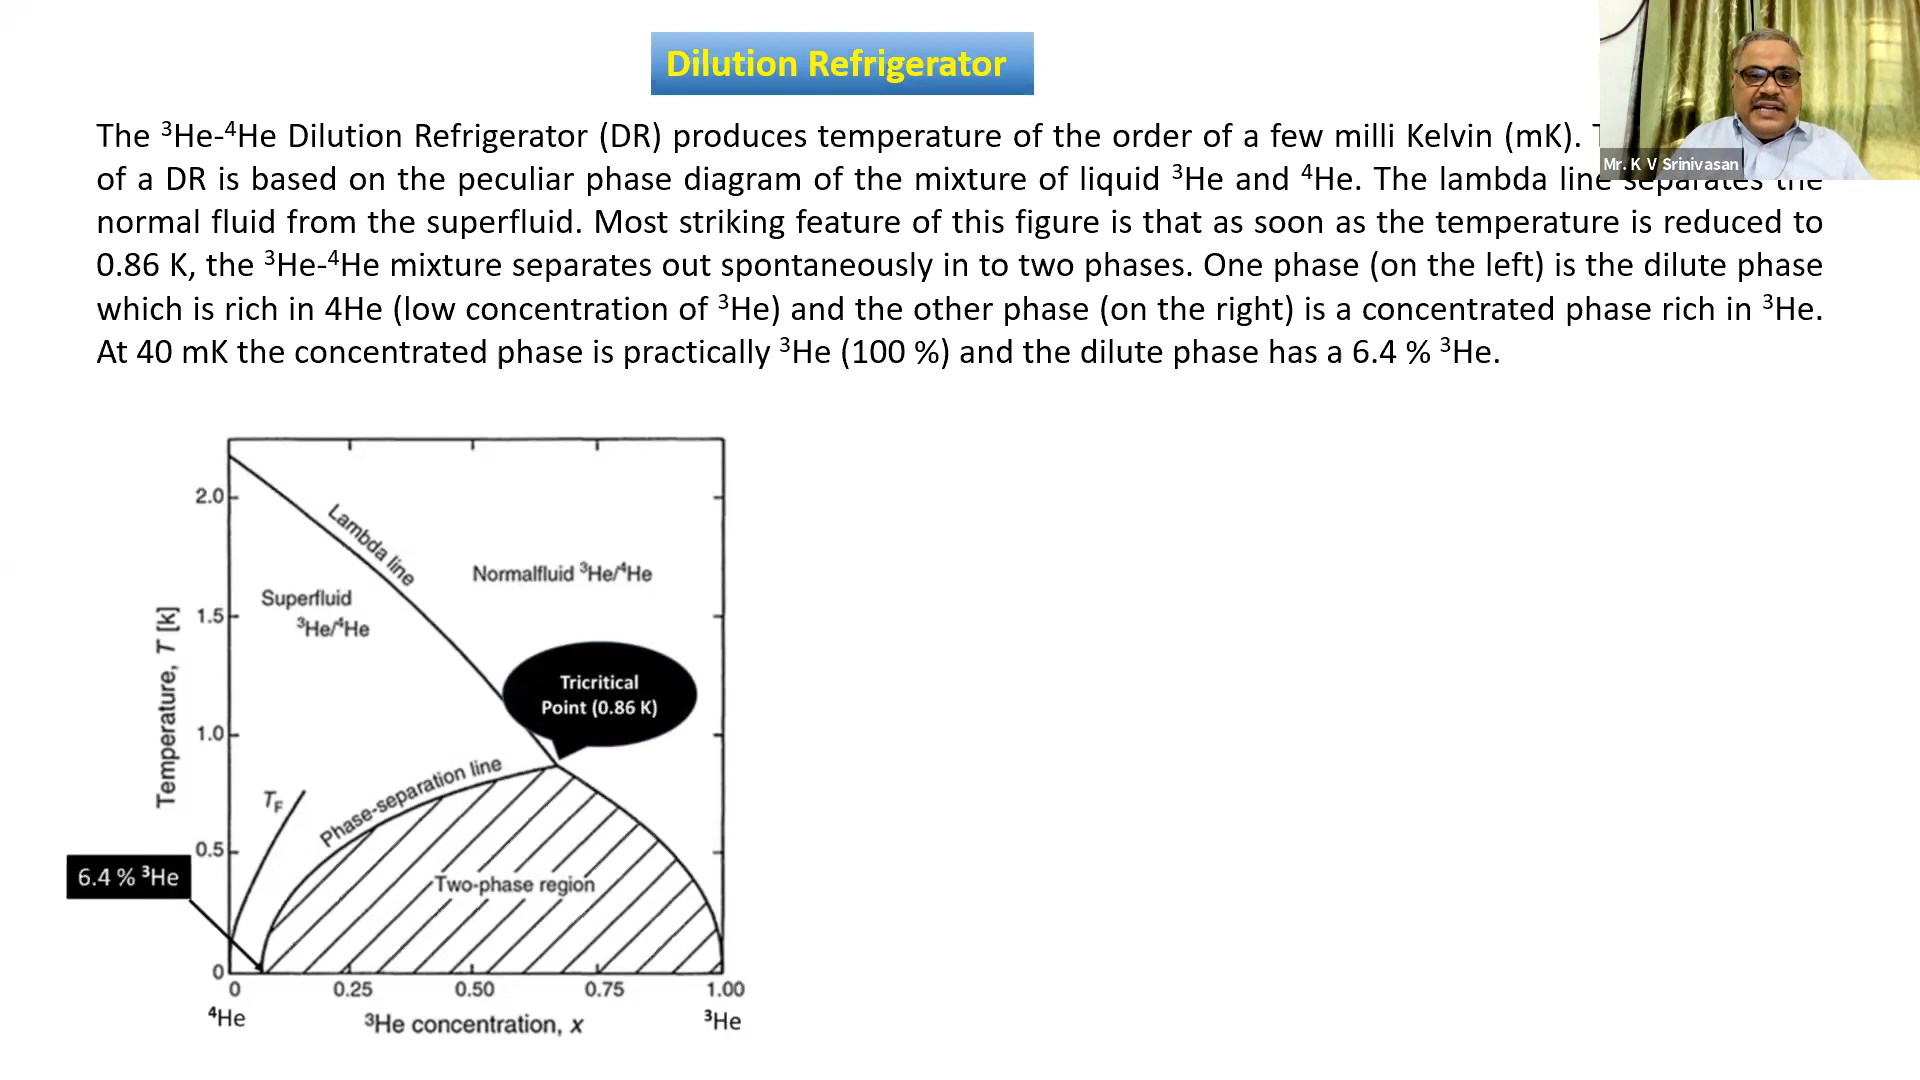 Dilution Refrigerator
The ³He-⁴He Dilution Refrigerator (DR) produces temperature of the order of a few milli Kelvin (mK).
of a DR is based on the peculiar phase diagram of the mixture of liquid ³He and ⁴He. The lambda line separates the
normal fluid from the superfluid. Most striking feature of this figure is that as soon as the temperature is reduced to
0.86 K, the ³He-⁴He mixture separates out spontaneously in to two phases. One phase (on the left) is the dilute phase
which is rich in 4He (low concentration of ³He) and the other phase (on the right) is a concentrated phase rich in ³He.
At 40 mK the concentrated phase is practically ³He (100 %) and the dilute phase has a 6.4 % ³He.
Mr. K V Srinivasan
2.0
1.5
1.0
0.5
0
Temperature, T [k]
Lambda line
Normalfluid ³He/⁴He
Superfluid
³He/⁴He
Tricritical
Point (0.86 K)
Phase-separation line
T_F
6.4 % ³He
Two-phase region
0 0.25 0.50 0.75 1.00
⁴He ³He
³He concentration, x